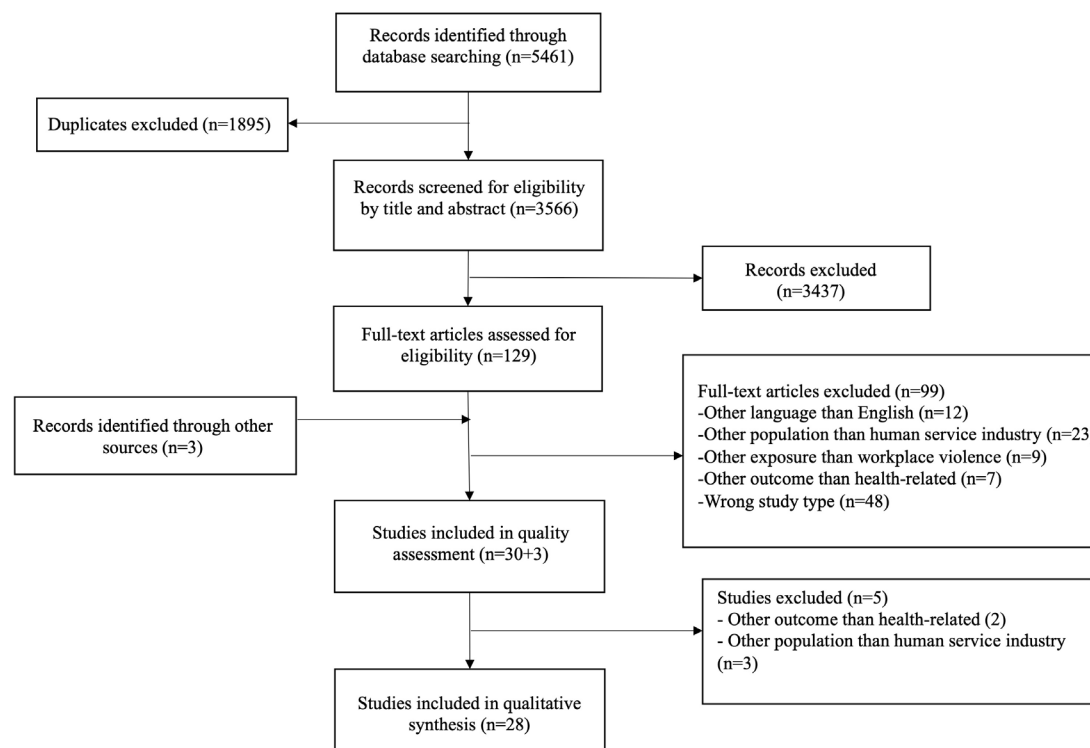 Records identified through
database searching (n=5461)
Duplicates excluded (n=1895)
Records screened for eligibility
by title and abstract (n=3566)
Records excluded
(n=3437)
Full-text articles assessed for
eligibility (n=129)
Full-text articles excluded (n=99)
-Other language than English (n=12)
-Other population than human service industry (n=23
-Other exposure than workplace violence (n=9)
-Other outcome than health-related (n=7)
-Wrong study type (n=48)
Records identified through other
sources (n=3)
Studies included in quality
assessment (n=30+3)
Studies excluded (n=5)
- Other outcome than health-related (2)
- Other population than human service industry
(n=3)
Studies included in qualitative
synthesis (n=28)